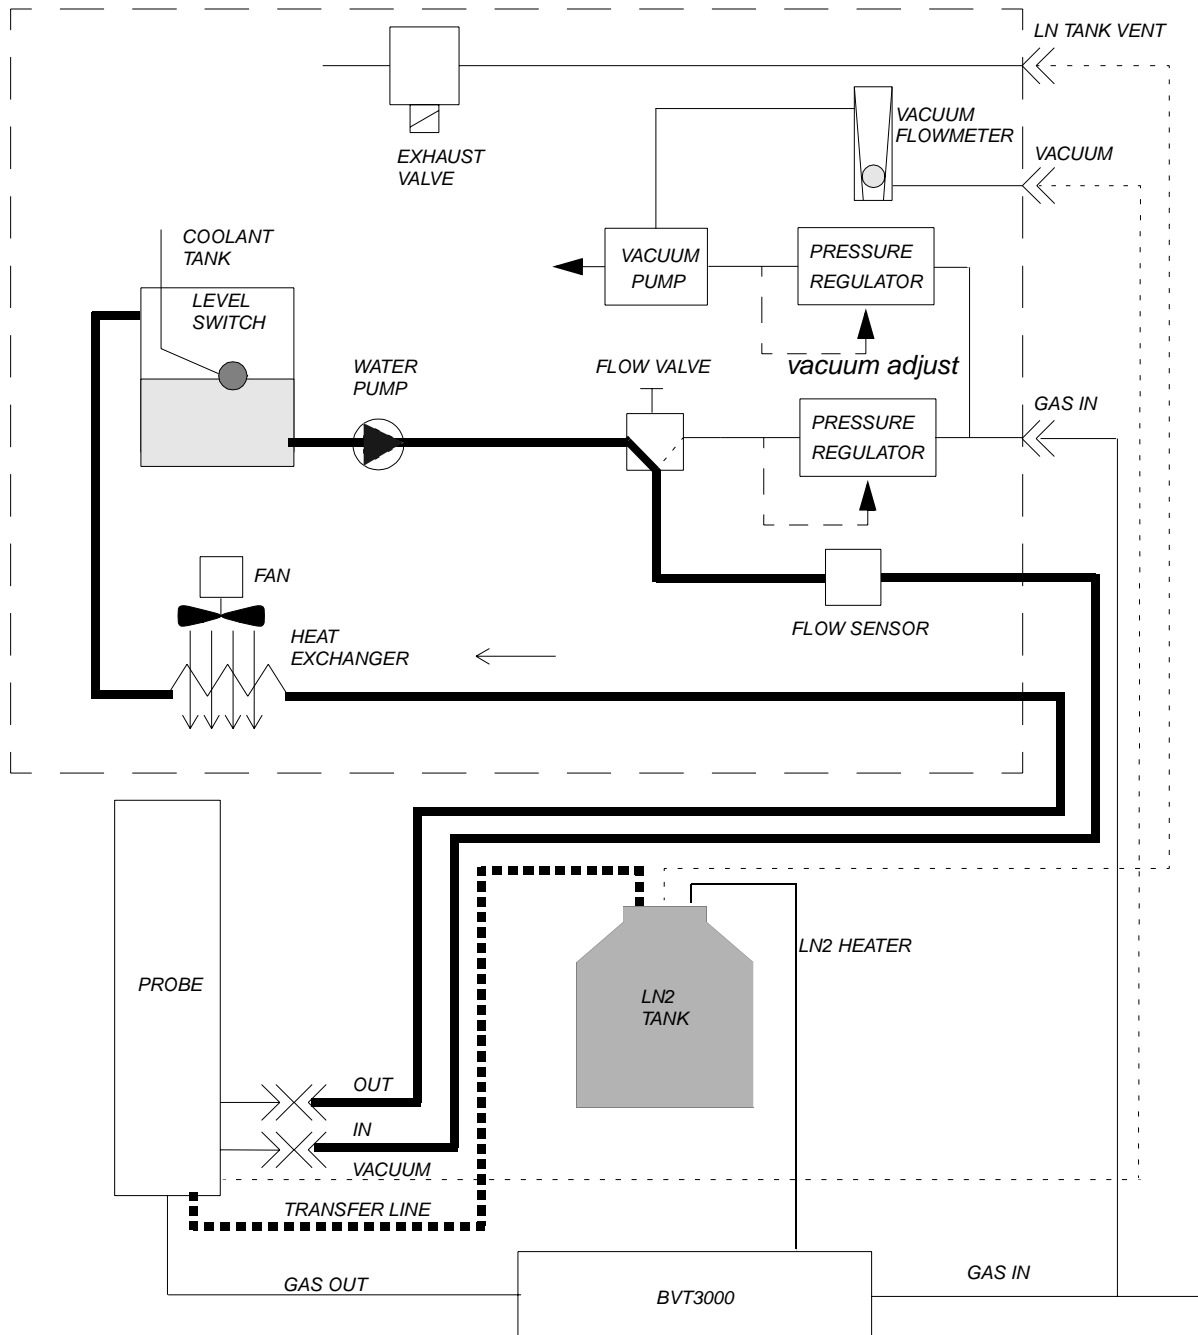 LN TANK VENT
VACUUM
FLOWMETER
EXHAUST
VALVE
VACUUM
COOLANT
TANK
VACUUM
PUMP
PRESSURE
REGULATOR
LEVEL
SWITCH
WATER
PUMP
FLOW VALVE
vacuum adjust
GAS IN
PRESSURE
REGULATOR
FAN
HEAT
EXCHANGER
FLOW SENSOR
PROBE
LN2 HEATER
LN2
TANK
OUT
IN
VACUUM
TRANSFER LINE
GAS OUT
BVT3000
GAS IN